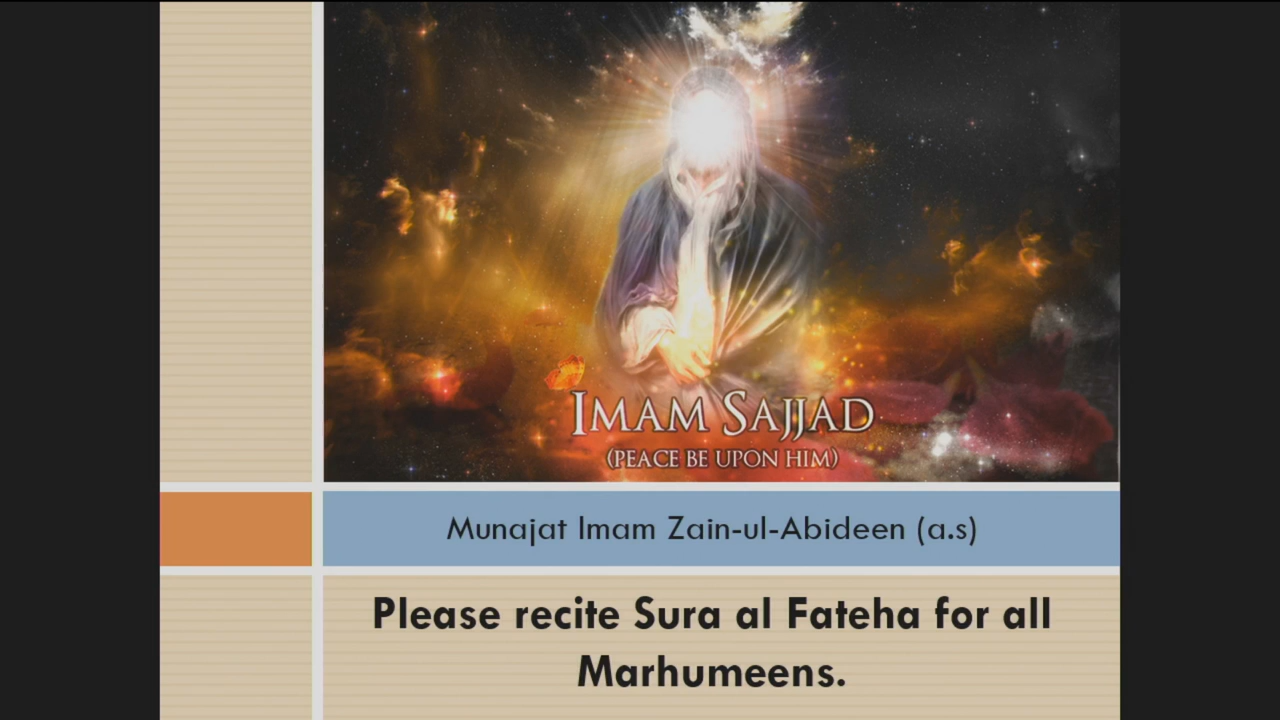 IMAM SAJJAD
(PEACE BE UPON HIM)
Munajat Imam Zain-ul-Abideen (a.s)
Please recite Sura al Fateha for all
Marhumeens.